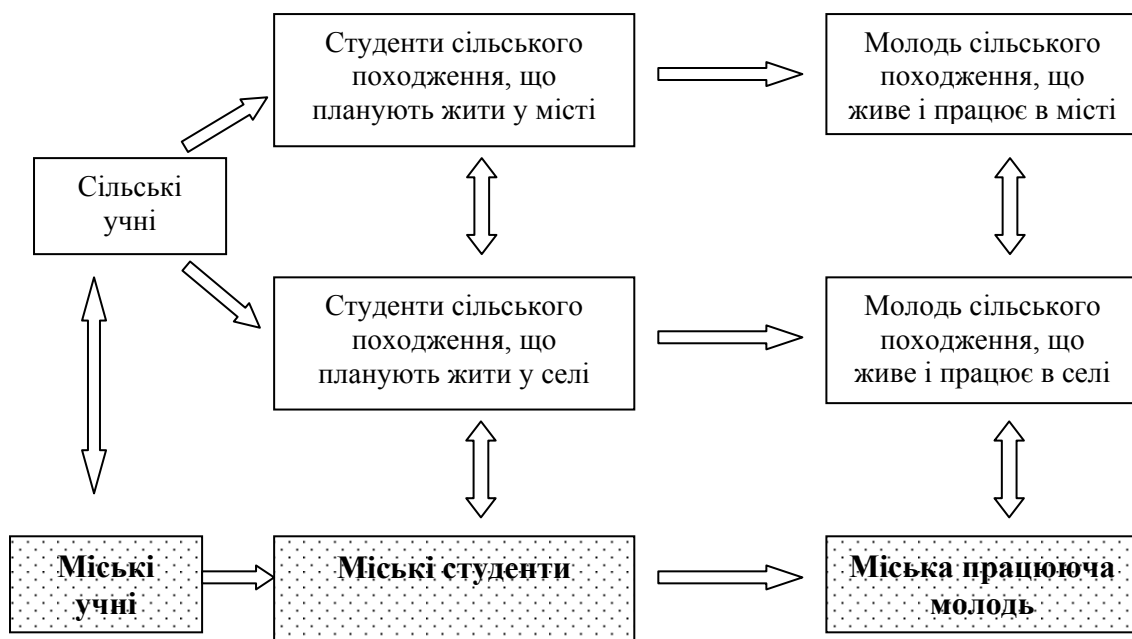 Студенти сільського
походження, що
планують жити у місті
Молодь сільського
походження, що
живе і працює в місті
Сільські
учні
Студенти сільського
походження, що
планують жити у селі
Молодь сільського
походження, що
живе і працює в селі
Міські
учні
Міські студенти
Міська працююча
молодь